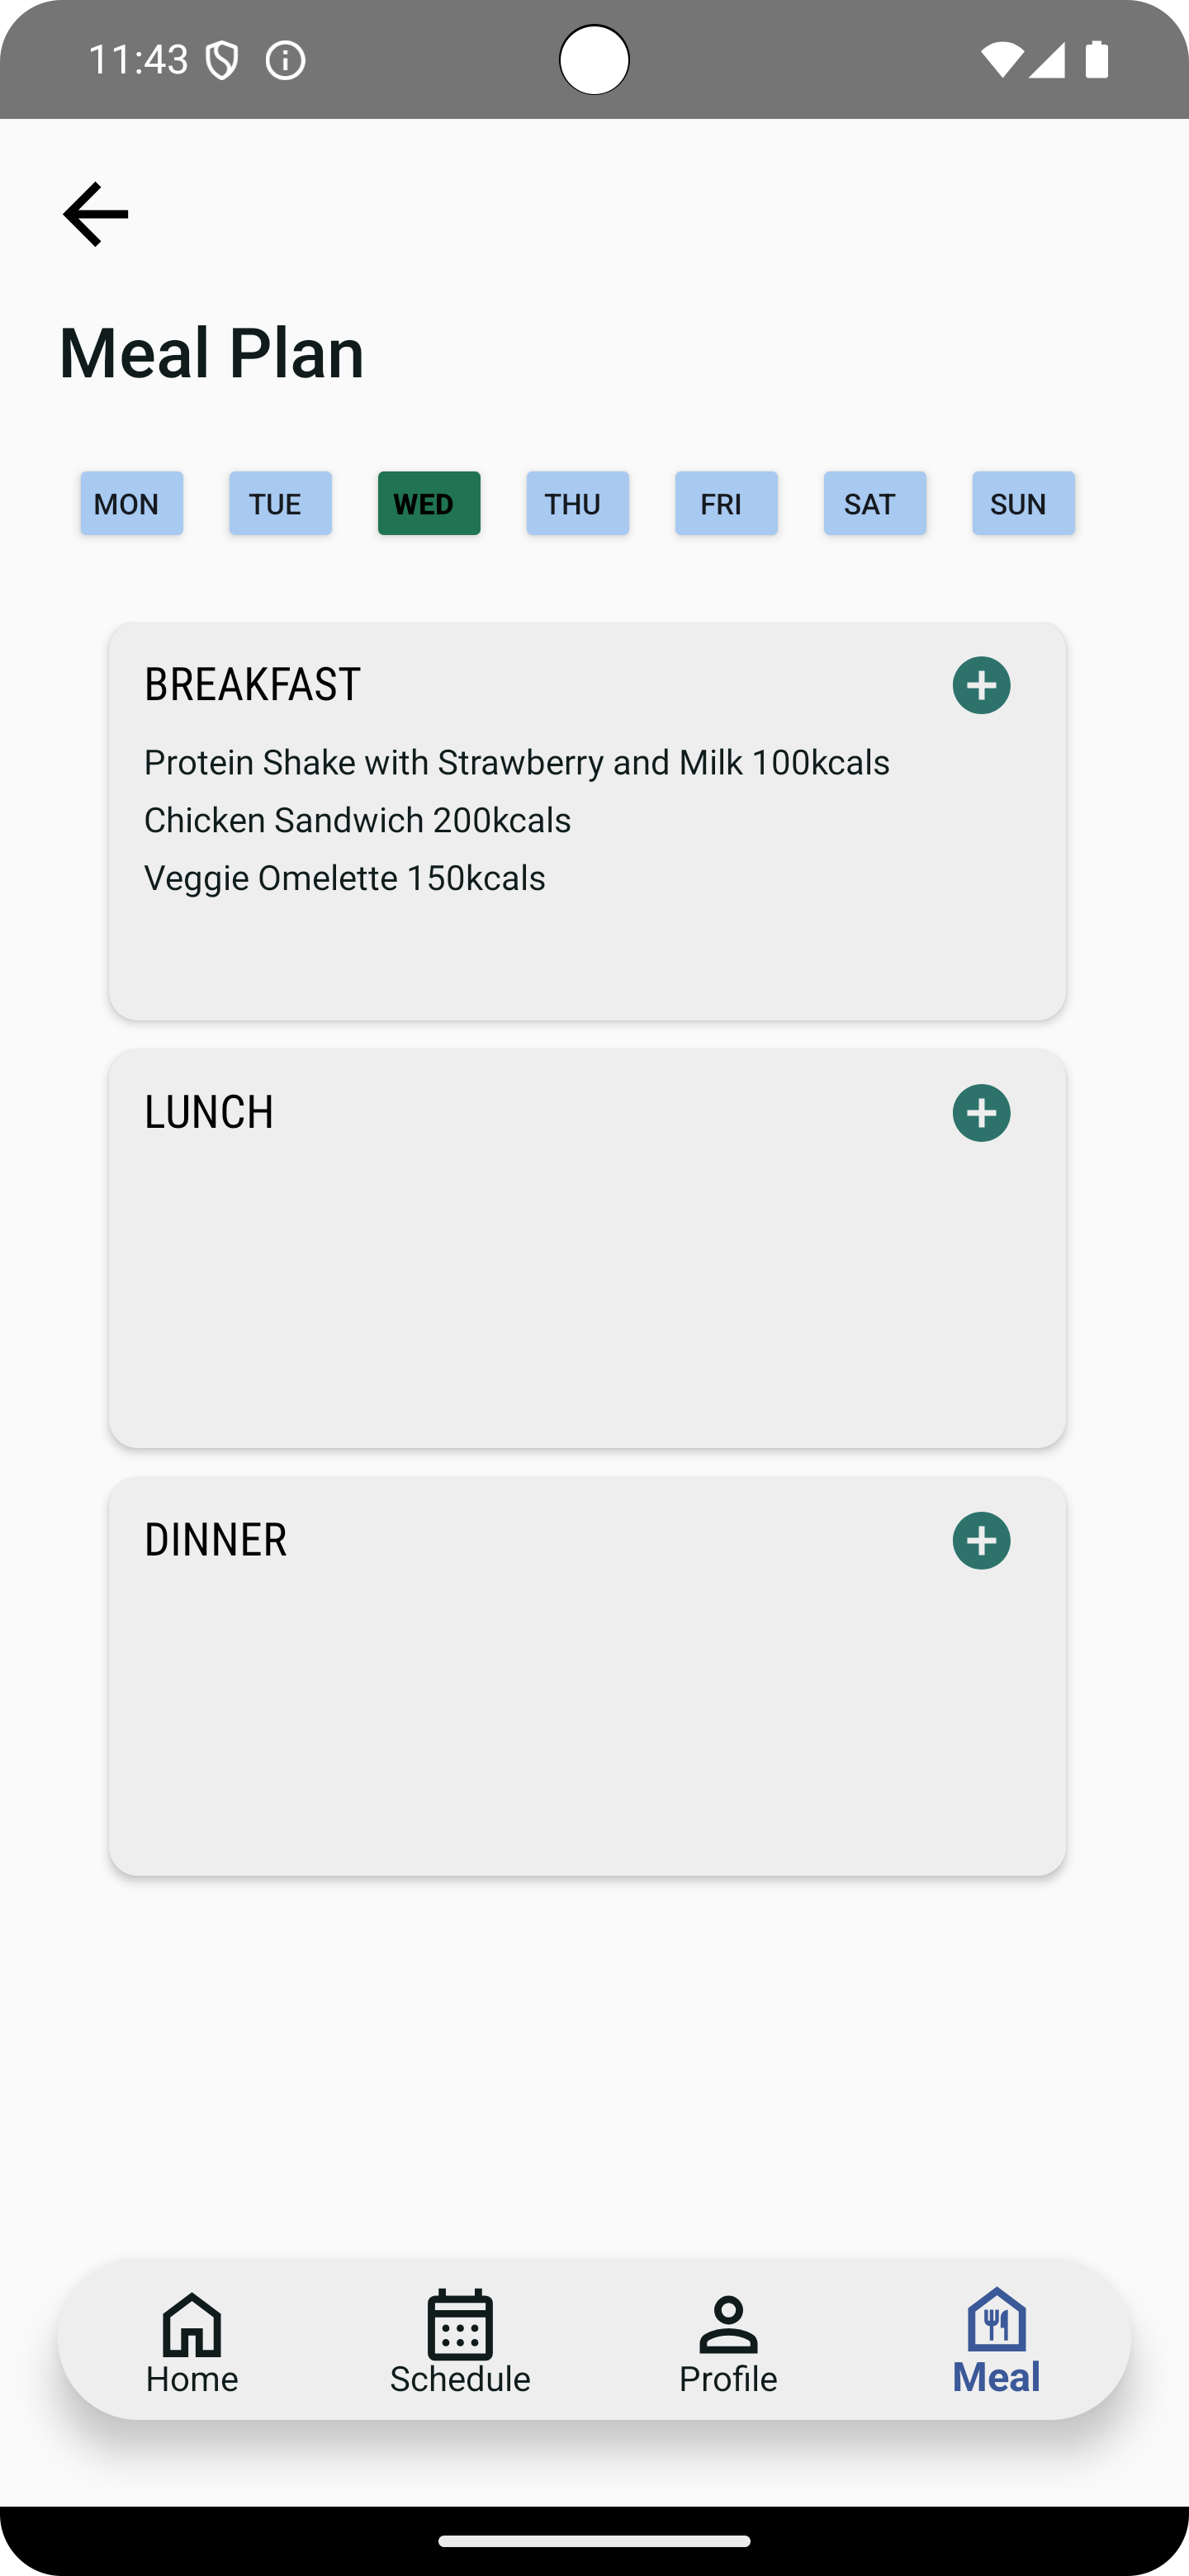 11:43
Meal Plan
MON TUE WED THU FRI SAT SUN
BREAKFAST
Protein Shake with Strawberry and Milk 100kcals
Chicken Sandwich 200kcals
Veggie Omelette 150kcals
LUNCH
DINNER
Home Schedule Profile Meal